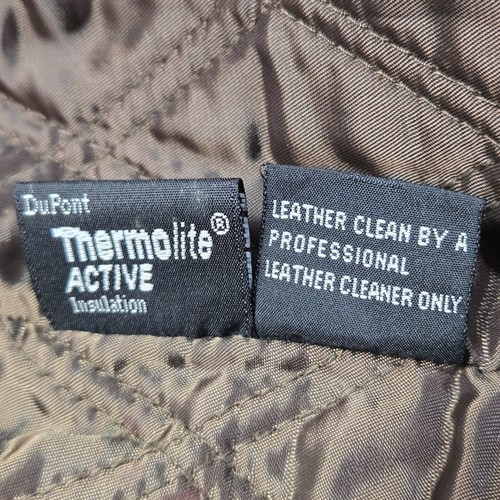 DuPont
Thermolite®
ACTIVE
Insulation
LEATHER CLEAN BY A
PROFESSIONAL
LEATHER CLEANER ONLY